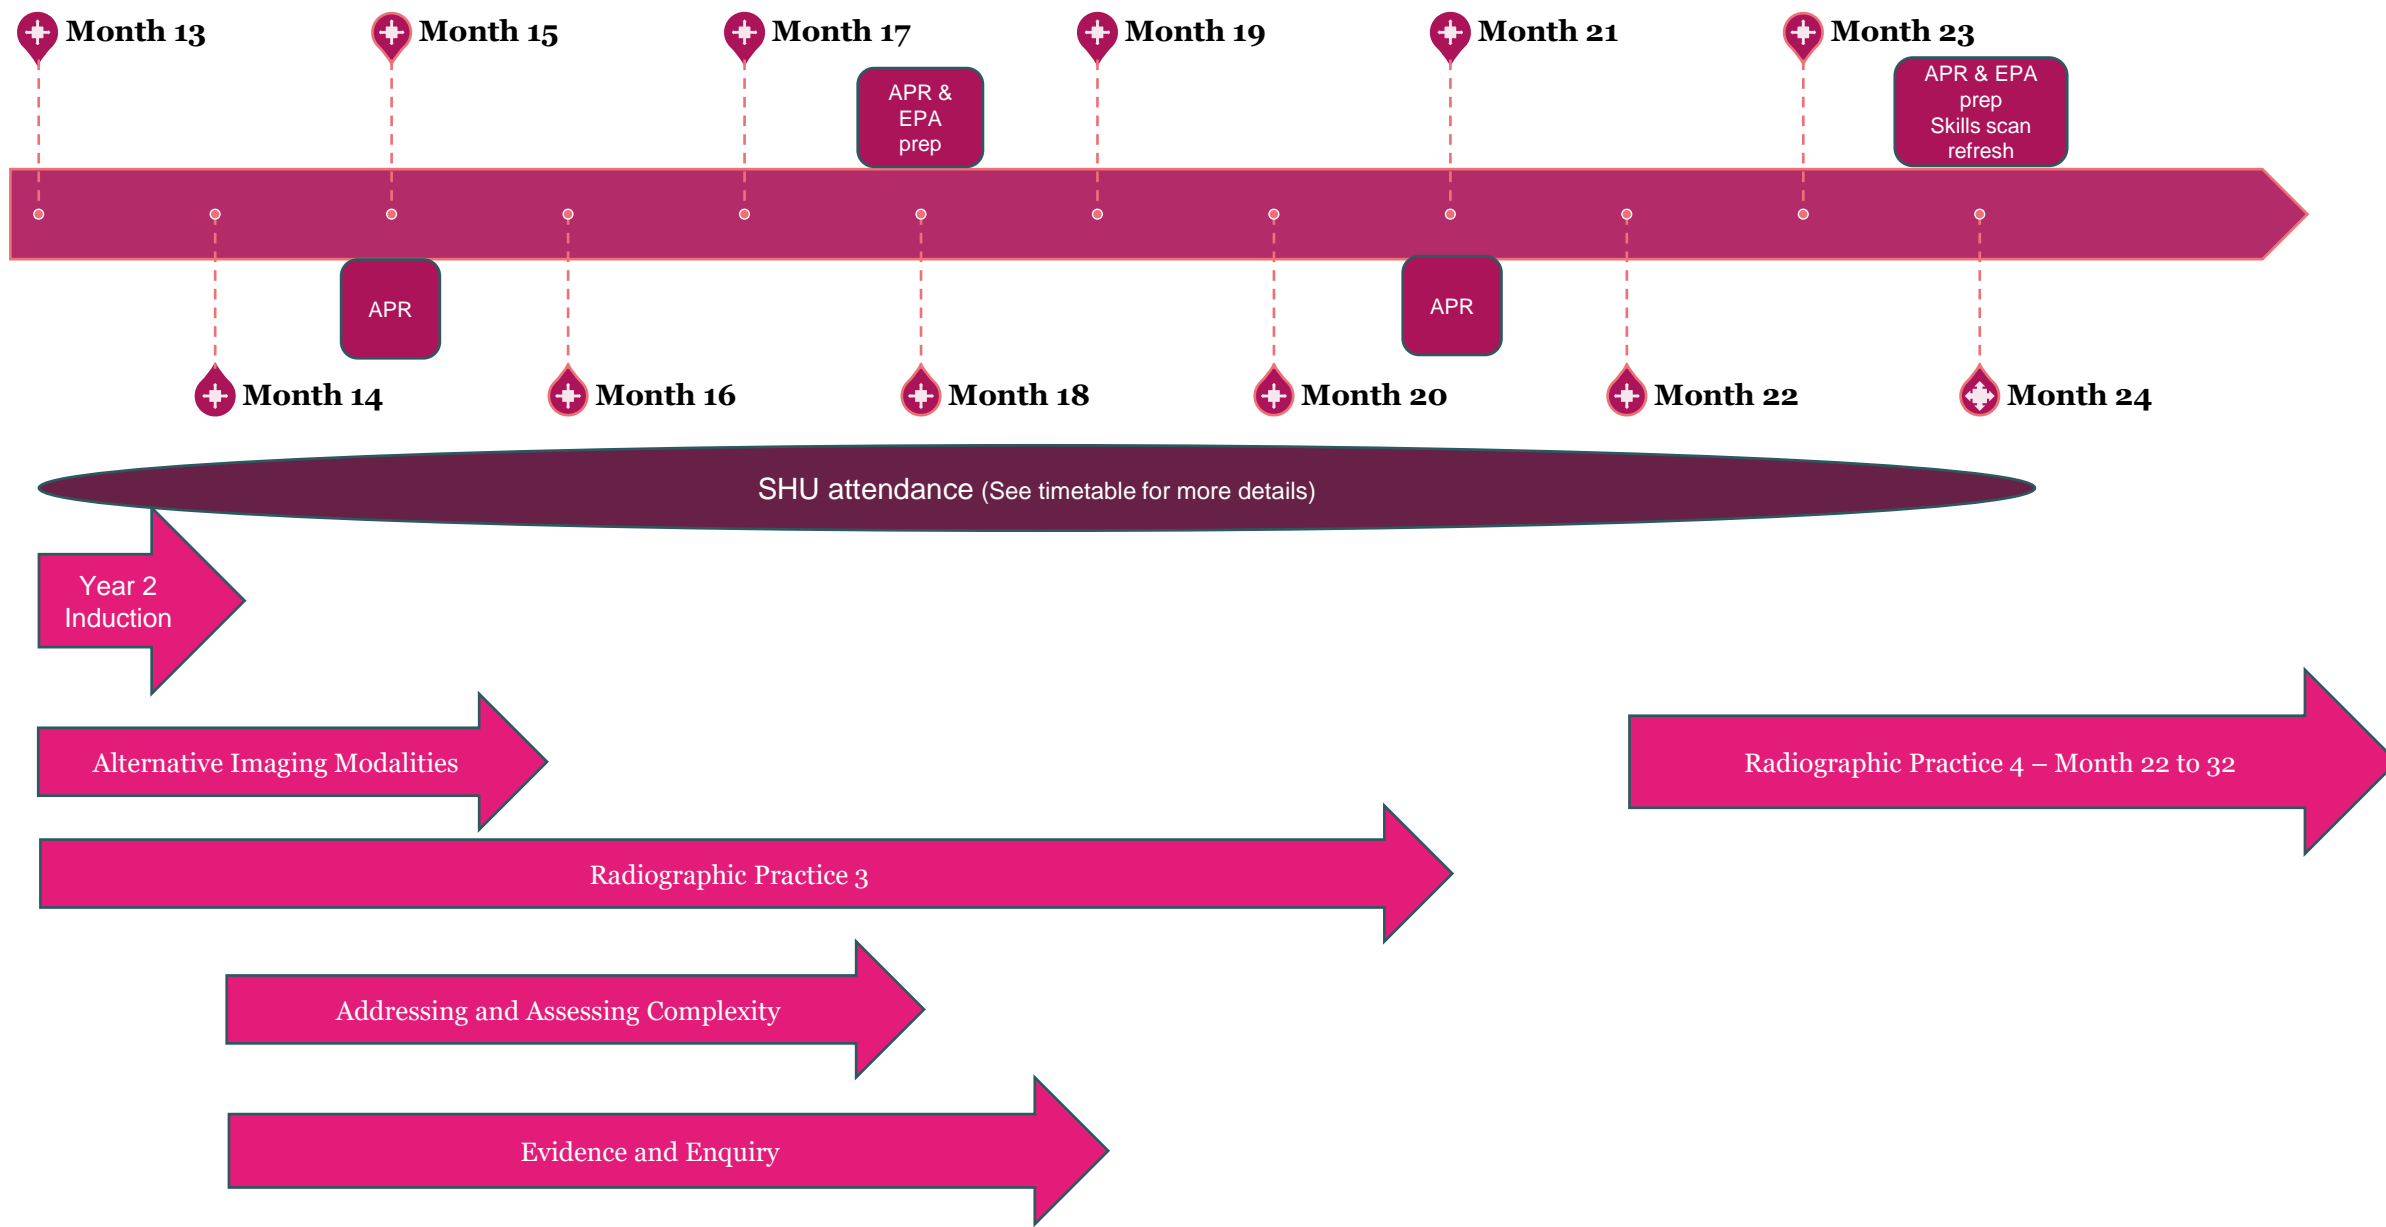 Month 13
Month 15
Month 17
Month 19
Month 21
Month 23
APR &
EPA
prep
APR & EPA
prep
Skills scan
refresh
APR
APR
Month 14
Month 16
Month 18
Month 20
Month 22
Month 24
SHU attendance (See timetable for more details)
Year 2
Induction
Alternative Imaging Modalities
Radiographic Practice 4 – Month 22 to 32
Radiographic Practice 3
Addressing and Assessing Complexity
Evidence and Enquiry